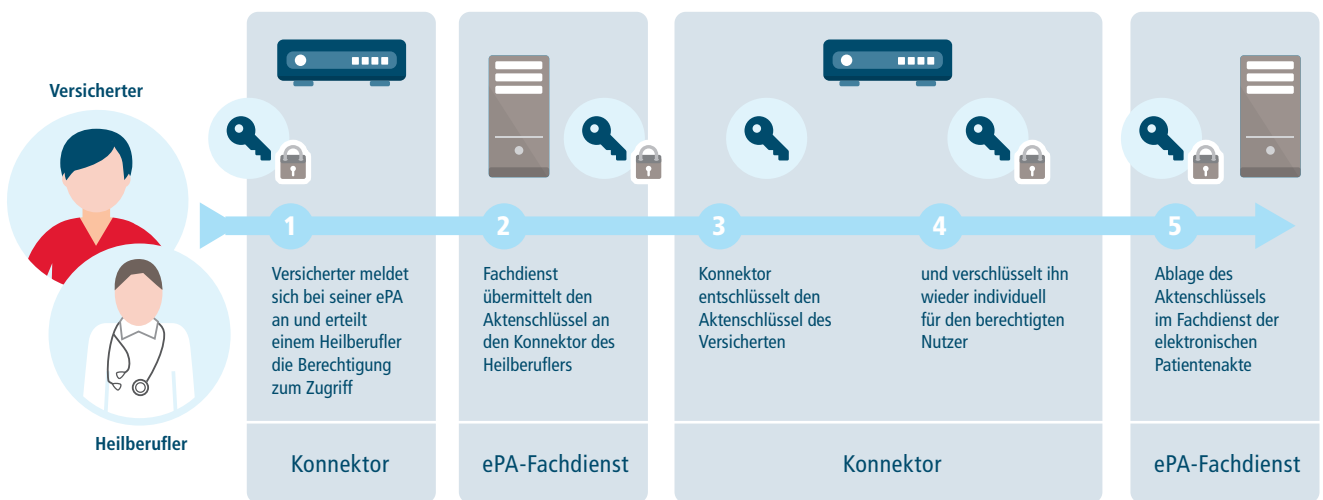 Versicherter
Heilberufler
1
Versicherter meldet
sich bei seiner ePA
an und erteilt
einem Heilberufler
die Berechtigung
zum Zugriff
Konnektor
2
Fachdienst
übermittelt den
Aktenschlüssel an
den Konnektor des
Heilberuflers
ePA-Fachdienst
3
Konnektor
entschlüsselt den
Aktenschlüssel des
Versicherten
4
und verschlüsselt ihn
wieder individuell
für den berechtigten
Nutzer
Konnektor
5
Ablage des
Aktenschlüssels
im Fachdienst der
elektronischen
Patientenakte
ePA-Fachdienst